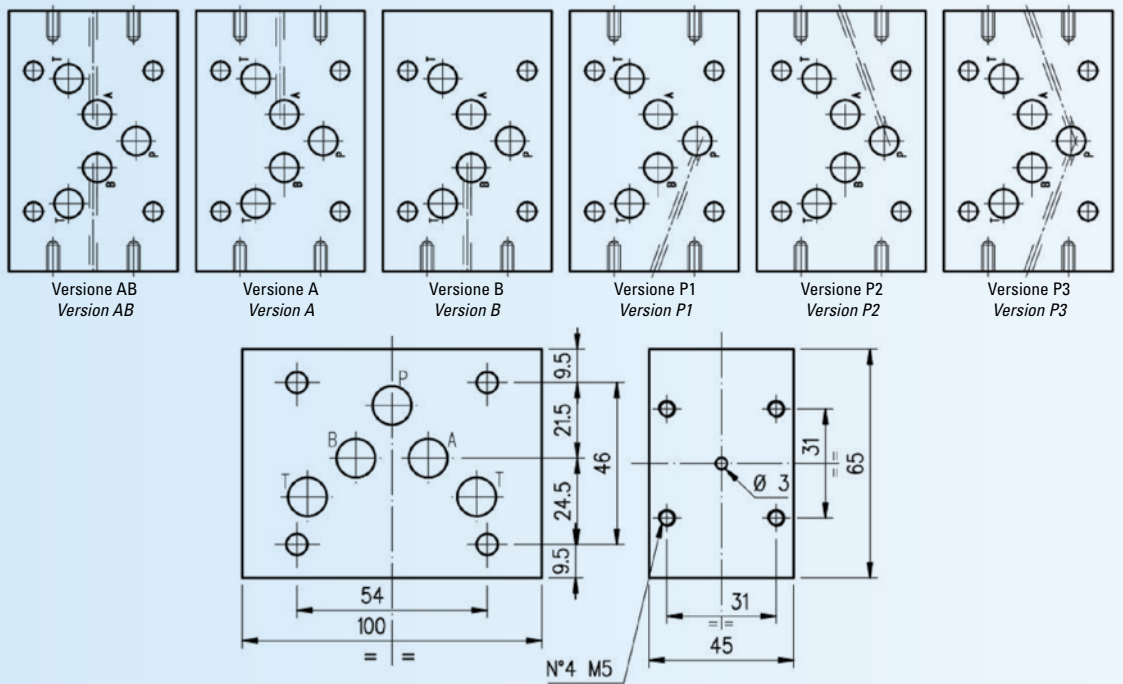 T A P B T
T A P B T
T A P B T
T A P B T
T A P B T
T A P B T
Versione AB
Version AB
Versione A
Version A
Versione B
Version B
Versione P1
Version P1
Versione P2
Version P2
Versione P3
Version P3
P
B A
T T
9.5
21.5
46
24.5
9.5
54
100
= =
Ø 3
31
=
=
65
31
= =
45
N°4 M5